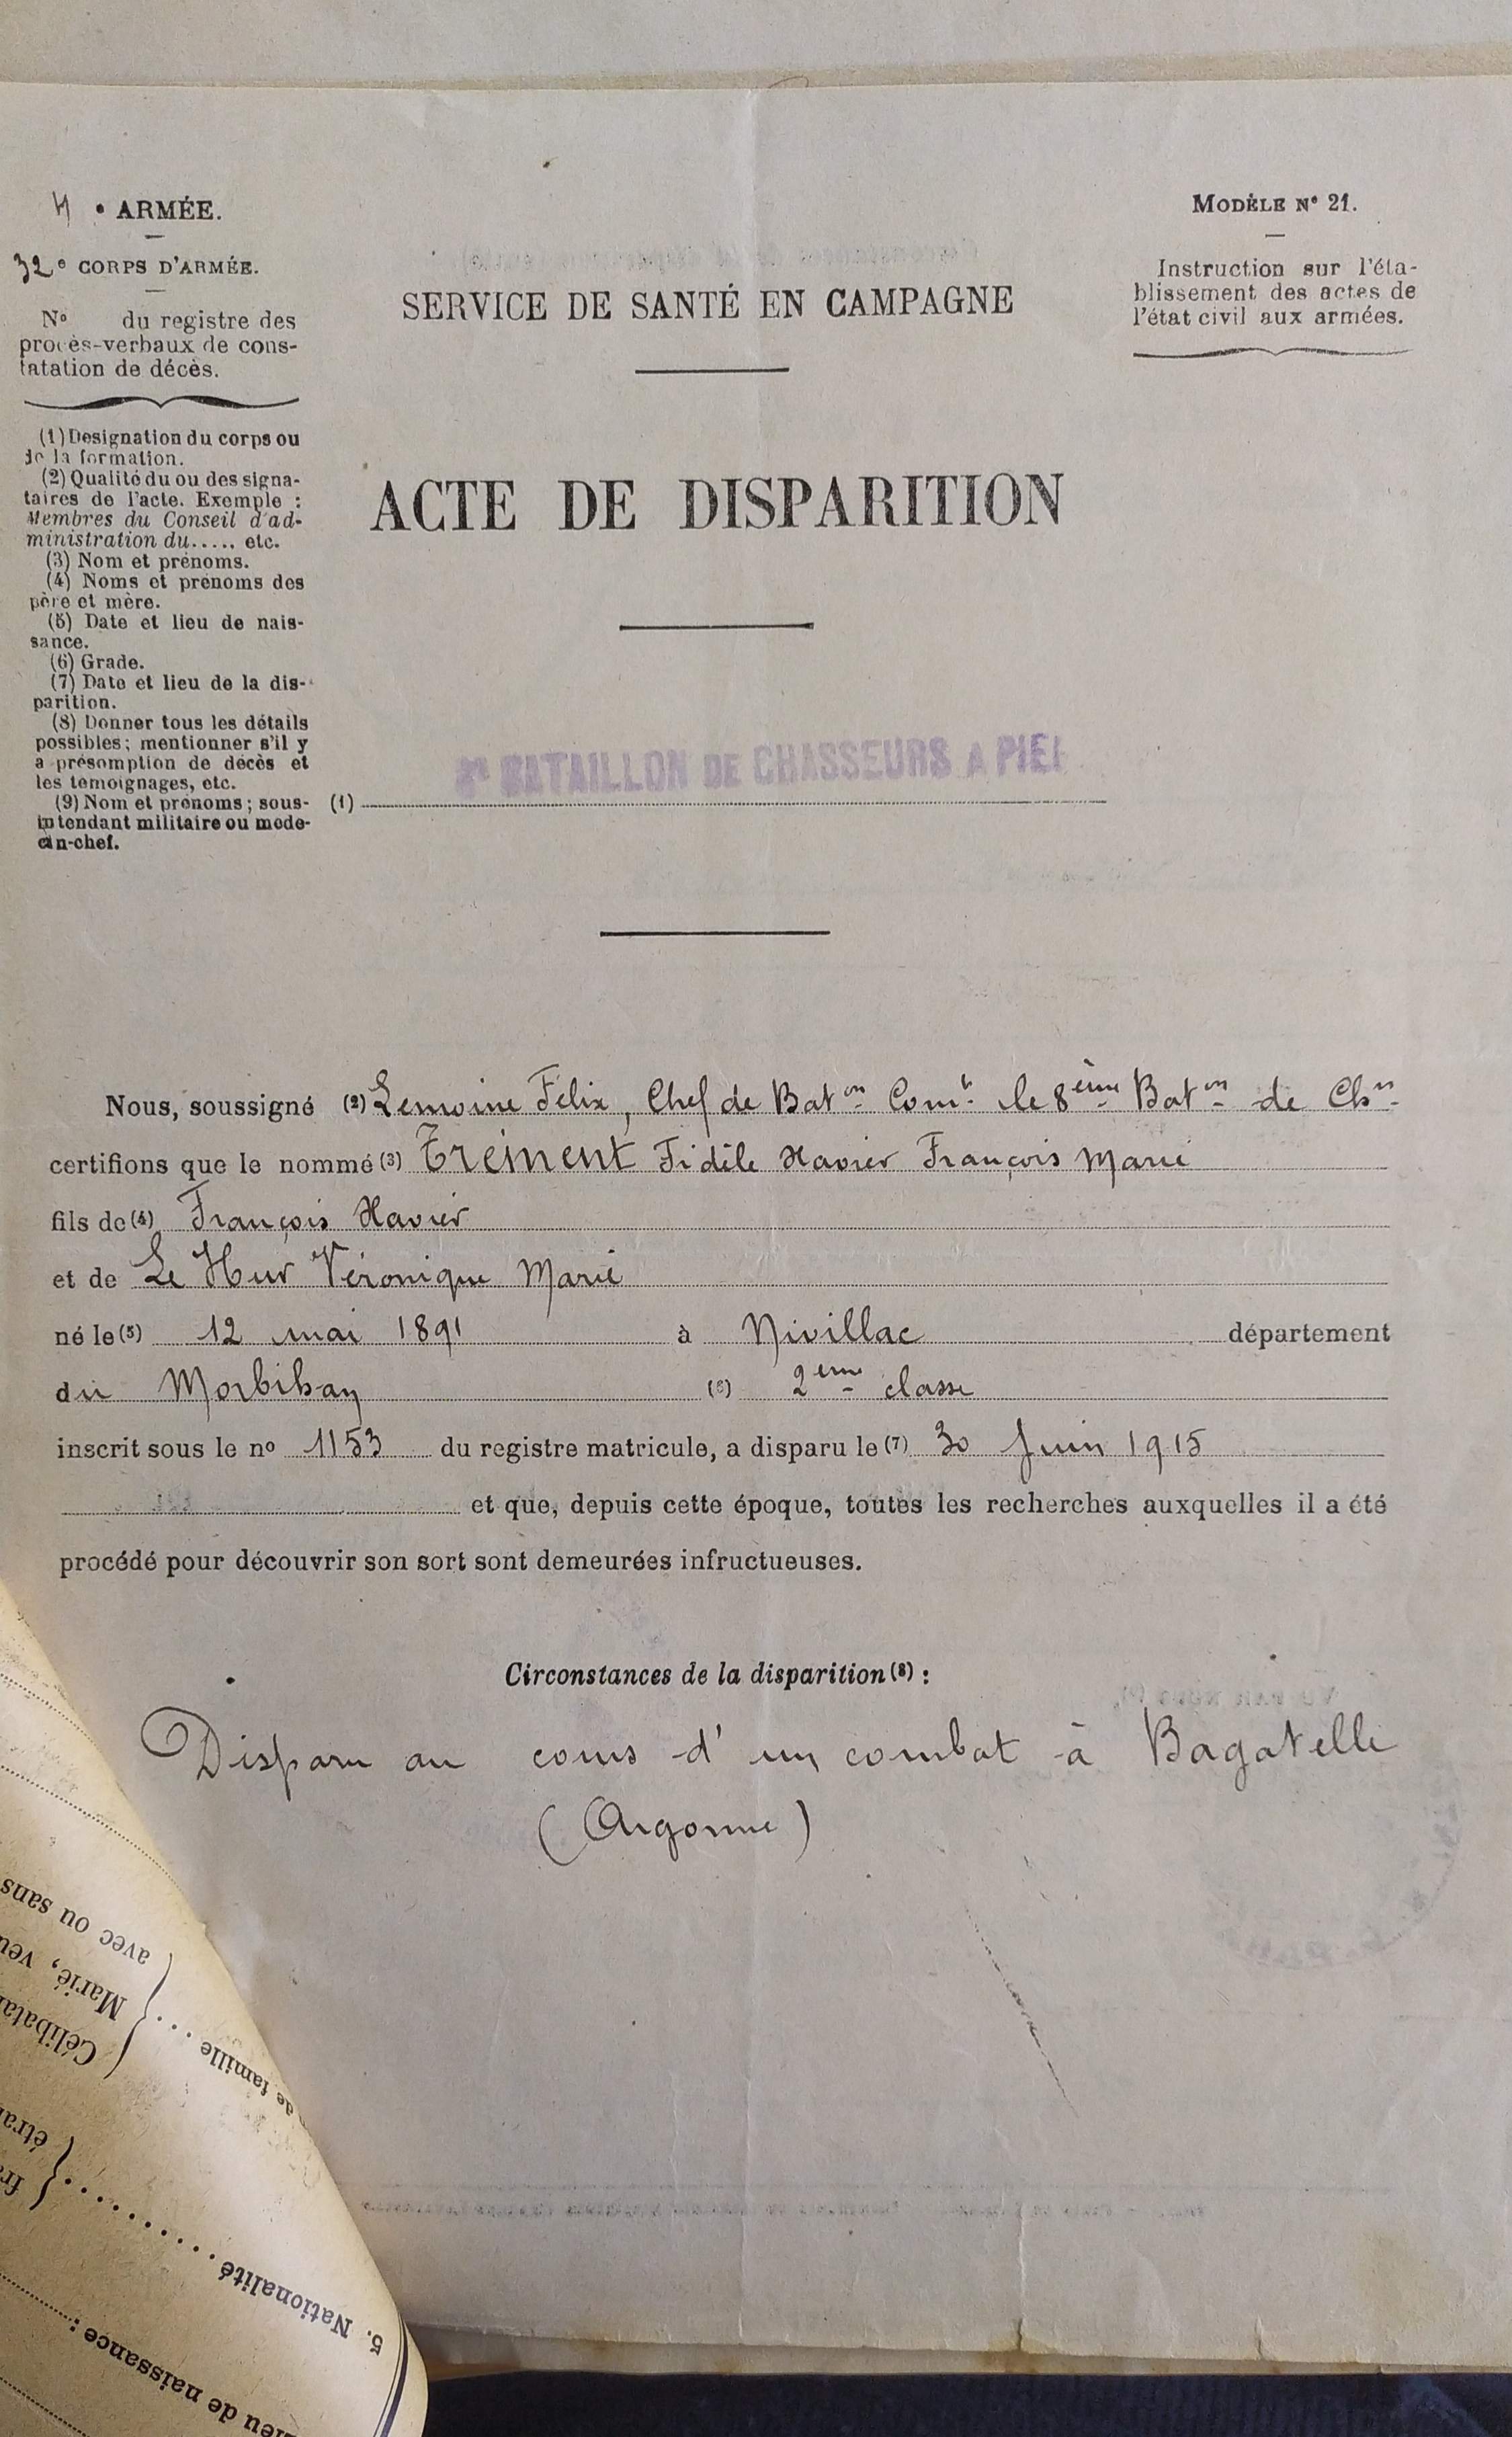 4e ARMÉE.
32e CORPS D'ARMÉE.
No du registre des
procès-verbaux de cons-
tatation de décès.
(1) Designation du corps ou
de la formation.
(2) Qualité du ou des signa-
taires de l'acte. Exemple :
Membres du Conseil d'ad-
ministration du..... etc.
(3) Nom et prénoms.
(4) Noms et prénoms des
père et mère.
(5) Date et lieu de nais-
sance.
(6) Grade.
(7) Date et lieu de la dis-
parition.
(8) Donner tous les détails
possibles; mentionner s'il y
a présomption de décès et
les témoignages, etc.
(9) Nom et prénoms; sous-
intendant militaire ou mede-
cin-chef.
SERVICE DE SANTÉ EN CAMPAGNE
MODÈLE No 21.
Instruction sur l'éta-
blissement des actes de
l'état civil aux armées.
ACTE DE DISPARITION
8e BATAILLON DE CHASSEURS A PIE
(1)
Nous, soussigné (2) Lemoine Félix, Chef de Baton Comt le 8ème Baton de Chrs
certifions que le nommé (3) Trément Fidèle Xavier François Marie
fils de (4) François Xavier
et de Le Hur Véronique Marie
né le (5) 12 mai 1891 à Nivillac département
du Morbihan (6) 2ème classe
inscrit sous le no 1153 du registre matricule, a disparu le (7) 30 Juin 1915
et que, depuis cette époque, toutes les recherches auxquelles il a été
procédé pour découvrir son sort sont demeurées infructueuses.
Circonstances de la disparition (8) :
Disparu au cours d'un combat à Bagatelle
(Argonne)
avec ou sans
Marié, veu
Célibatai
de famille
étra
fra
5. Nationalité
Lieu de naissance :